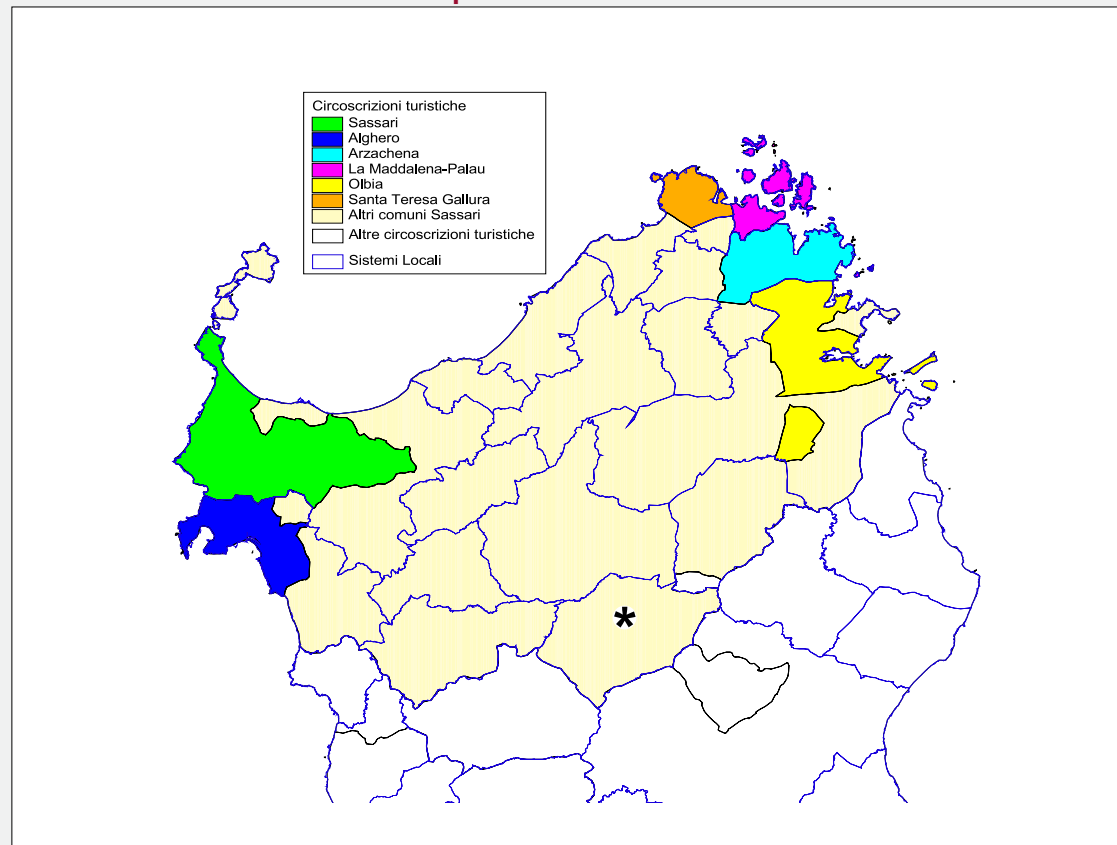 Circoscrizioni turistiche
Sassari
Alghero
Arzachena
La Maddalena-Palau
Olbia
Santa Teresa Gallura
Altri comuni Sassari
Altre circoscrizioni turistiche
Sistemi Locali
*